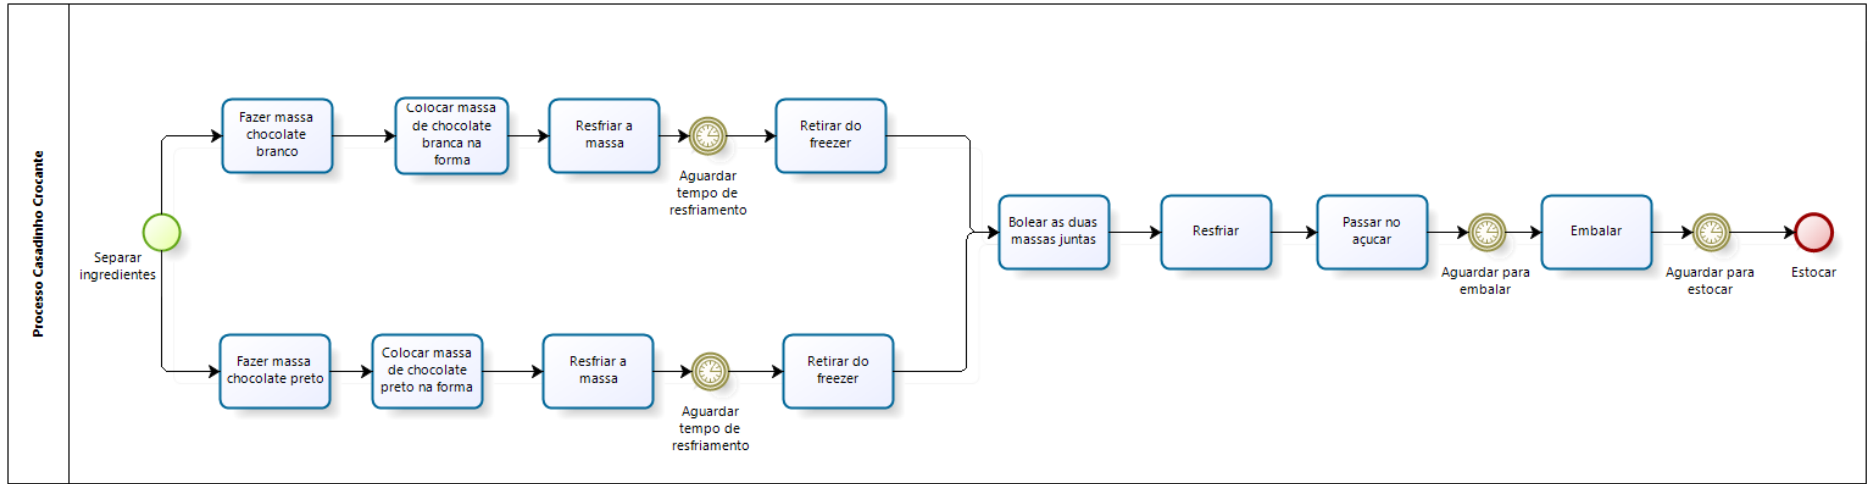 Processo Casadinho Crocante
Separar
ingredientes
Fazer massa
chocolate
branco
Colocar massa
de chocolate
branca na
forma
Resfriar a
massa
Aguardar
tempo de
resfriamento
Retirar do
freezer
Fazer massa
chocolate preto
Colocar massa
de chocolate
preto na forma
Resfriar a
massa
Aguardar
tempo de
resfriamento
Retirar do
freezer
Bolear as duas
massas juntas
Resfriar
Passar no
açucar
Aguardar para
embalar
Embalar
Aguardar para
estocar
Estocar